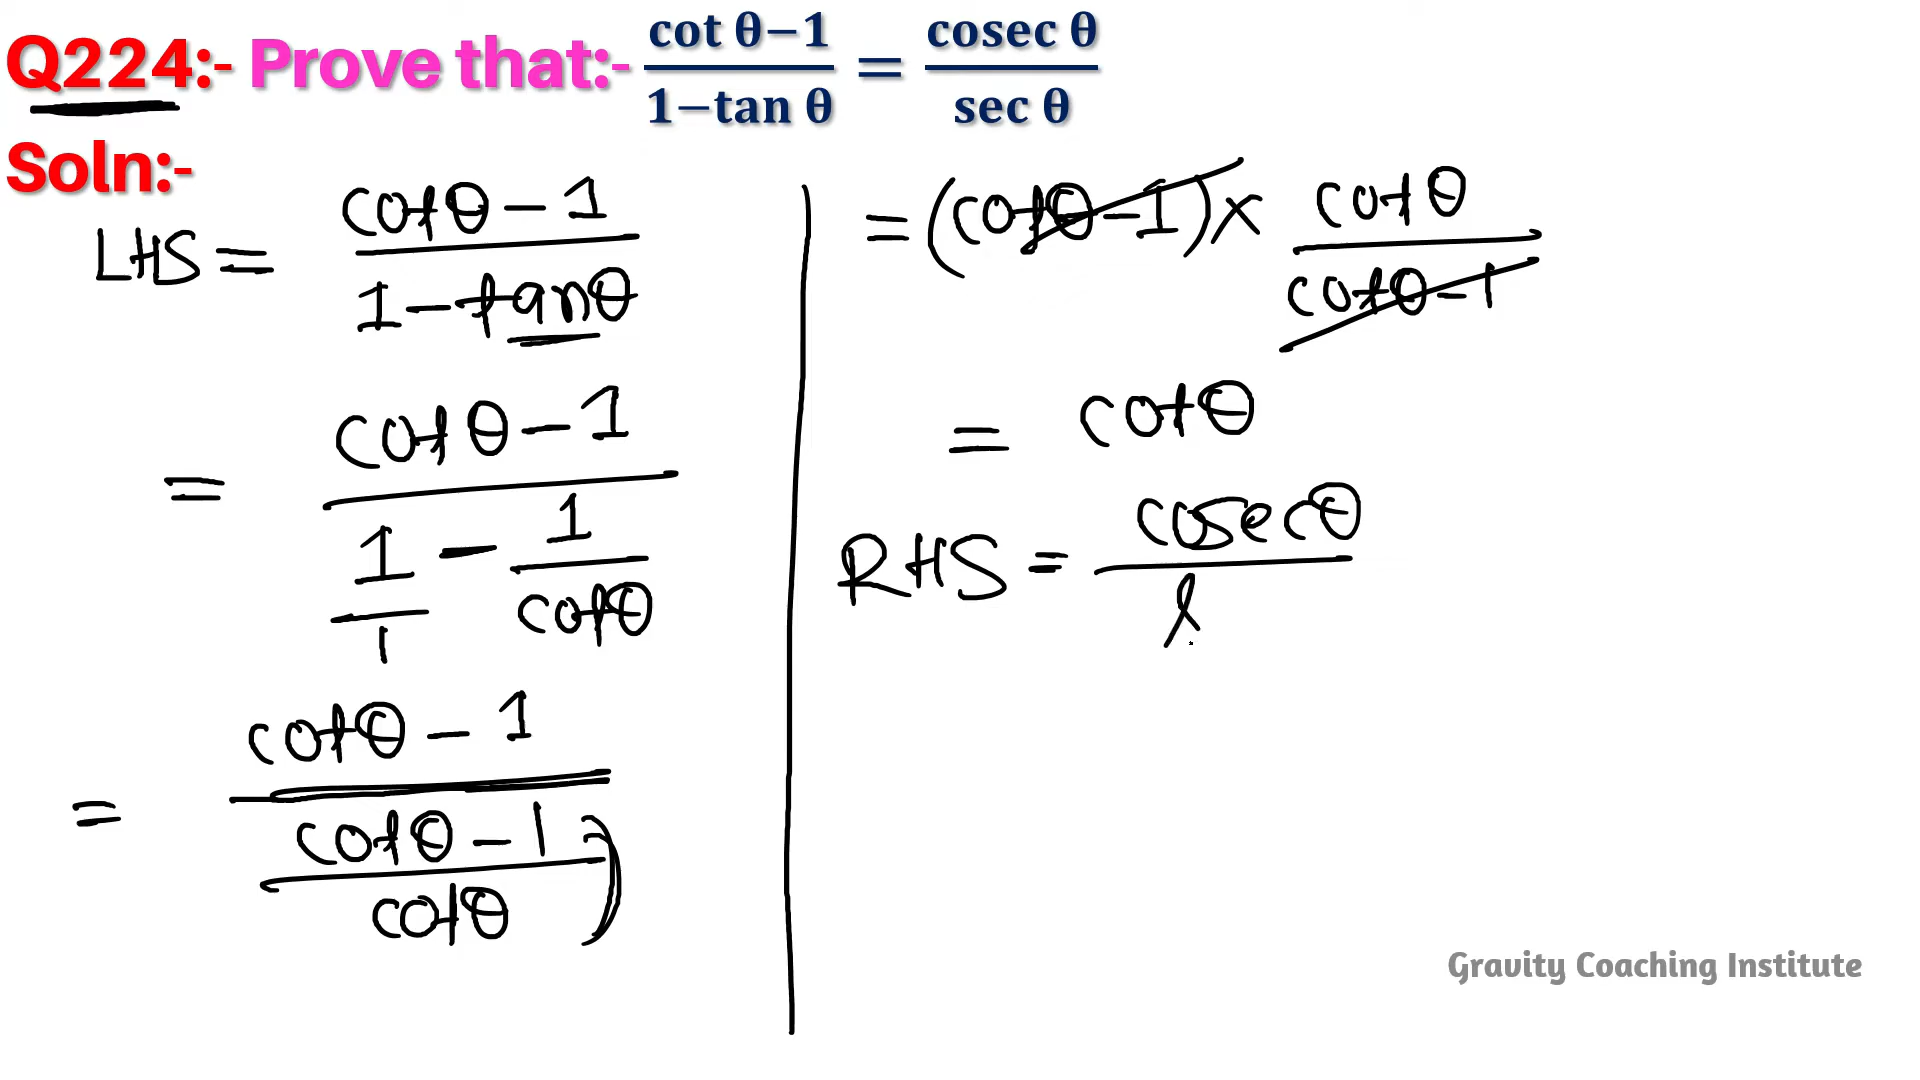 Q224:- Prove that:- cot θ−1 / 1−tan θ = cosec θ / sec θ
Soln:-
LHS = cotθ - 1 / 1 - tanθ
= cotθ - 1 / 1/1 - 1/cotθ
= cotθ - 1 / cotθ - 1 / cotθ
= (cotθ - 1) × cotθ / cotθ - 1
= cotθ
RHS = cosecθ /
Gravity Coaching Institute